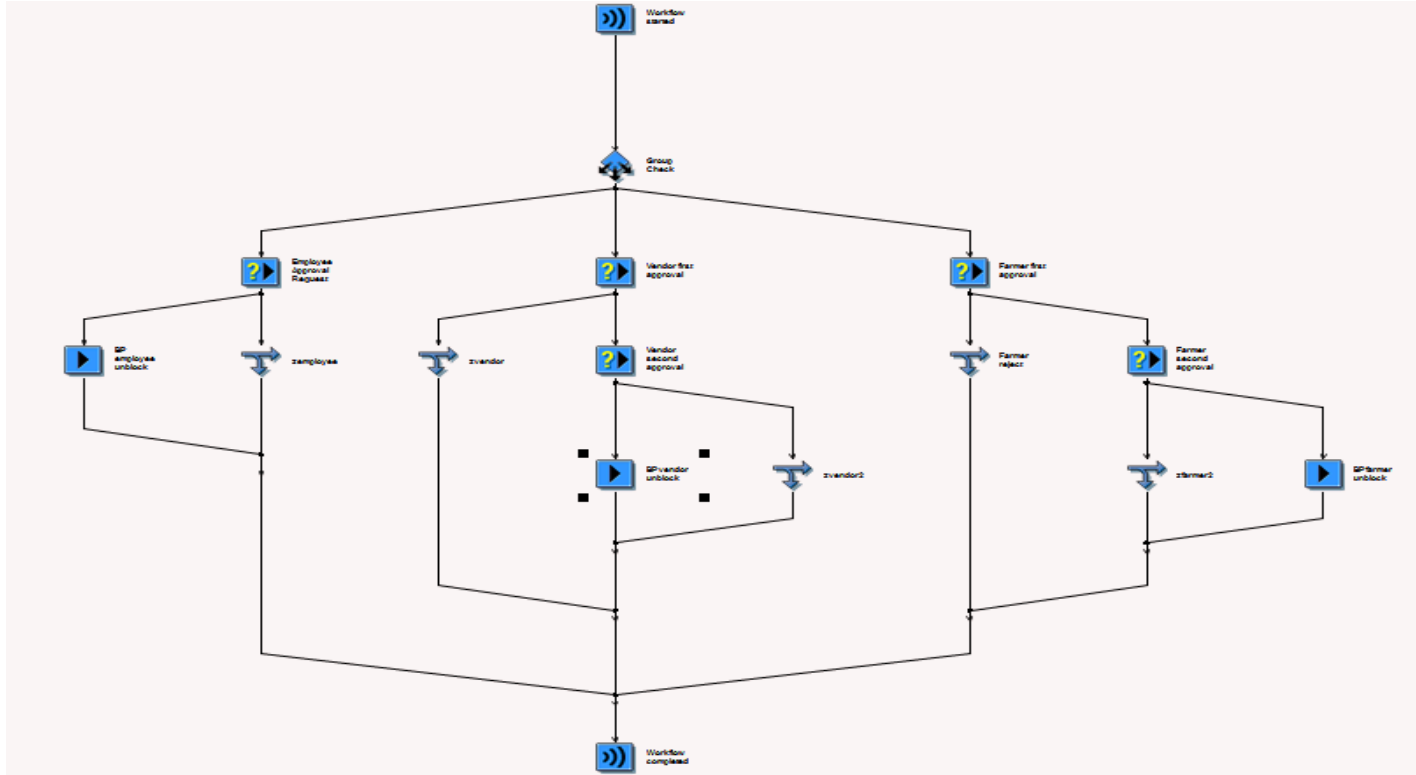 Workflow
started
Group
Check
Employee
Approval
Request
Vendor first
approval
Farmer first
approval
BP
employee
unblock
zemployee
zvendor
Vendor
second
approval
Farmer
reject
Farmer
second
approval
BP vendor
unblock
zvendor2
zfarmer2
BP farmer
unblock
Workflow
completed